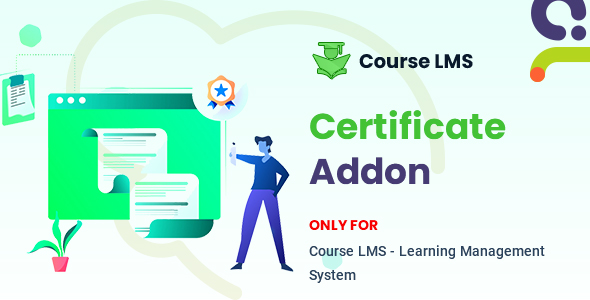 Course LMS
Certificate
Addon
ONLY FOR
Course LMS - Learning Management
System